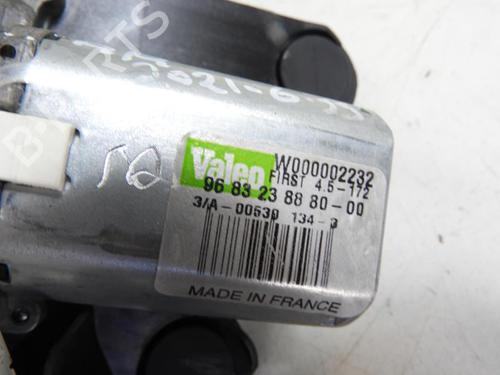 Valeo
W000002232
FIRST 4.5-172
96 83 23 88 80-00
3/A-00530 134-3
MADE IN FRANCE